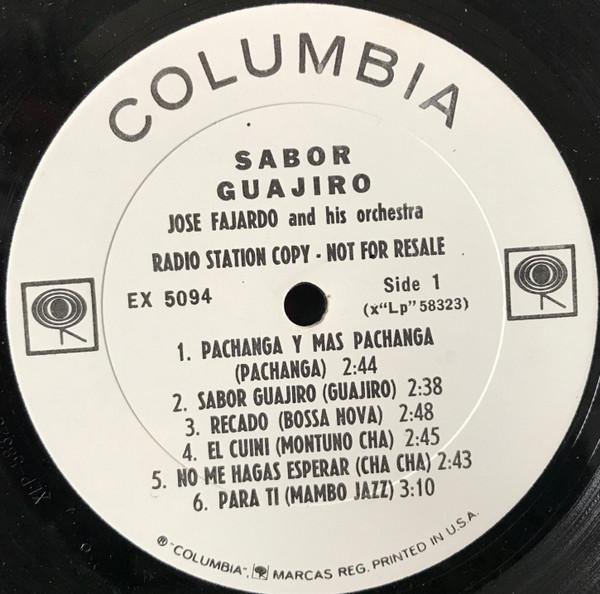 COLUMBIA
SABOR
GUAJIRO
JOSE FAJARDO and his orchestra
RADIO STATION COPY - NOT FOR RESALE
EX 5094
Side 1
(x"Lp" 58323)
1. PACHANGA Y MAS PACHANGA
(PACHANGA) 2:44
2. SABOR GUAJIRO (GUAJIRO) 2:38
3. RECADO (BOSSA NOVA) 2:48
4. EL CUINI (MONTUNO CHA) 2:45
5. NO ME HAGAS ESPERAR (CHA CHA) 2:43
6. PARA TI (MAMBO JAZZ) 3:10
®"COLUMBIA", MARCAS REG. PRINTED IN U.S.A.